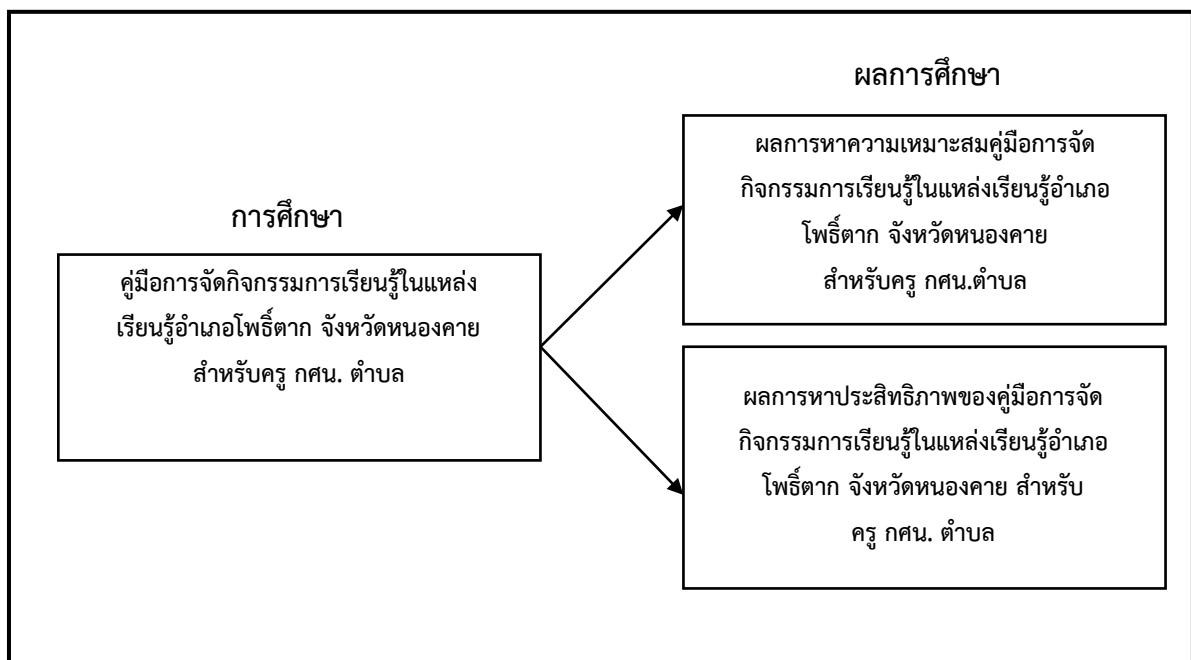 การศึกษา
คู่มือการจัดกิจกรรมการเรียนรู้ในแหล่ง
เรียนรู้อำเภอโพธิ์ตาก จังหวัดหนองคาย
สำหรับครู กศน. ตำบล
ผลการศึกษา
ผลการหาความเหมาะสมคู่มือการจัด
กิจกรรมการเรียนรู้ในแหล่งเรียนรู้อำเภอ
โพธิ์ตาก จังหวัดหนองคาย
สำหรับครู กศน.ตำบล
ผลการหาประสิทธิภาพของคู่มือการจัด
กิจกรรมการเรียนรู้ในแหล่งเรียนรู้อำเภอ
โพธิ์ตาก จังหวัดหนองคาย สำหรับ
ครู กศน. ตำบล